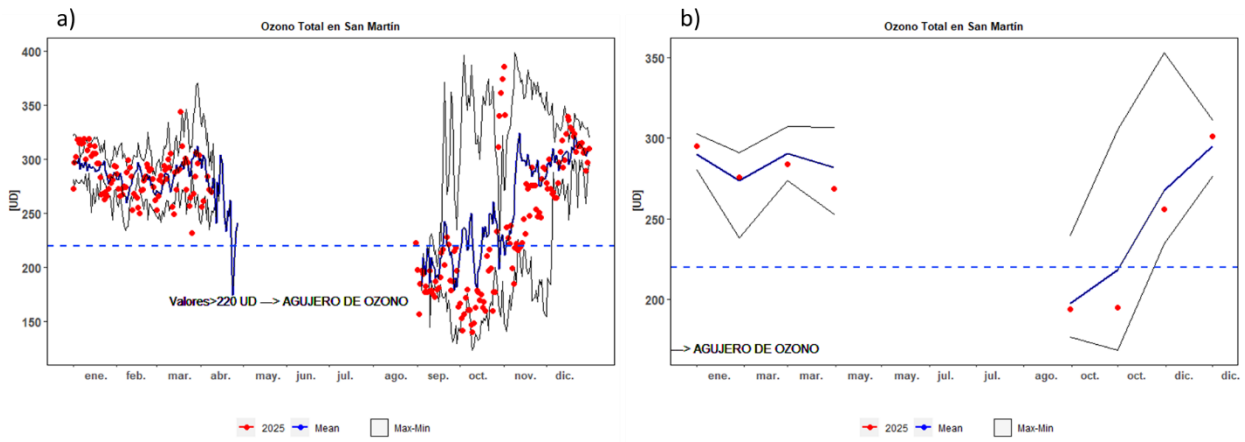 a)
Ozono Total en San Martín
[UD]
400
350
300
250
200
150
Valores>220 UD —> AGUJERO DE OZONO
ene. feb. mar. abr. may. jun. jul. ago. sep. oct. nov. dic.
2025 Mean Max-Min
b)
Ozono Total en San Martín
[UD]
350
300
250
200
—> AGUJERO DE OZONO
ene. mar. mar. may. may. jul. jul. ago. oct. oct. dic. dic.
2025 Mean Max-Min